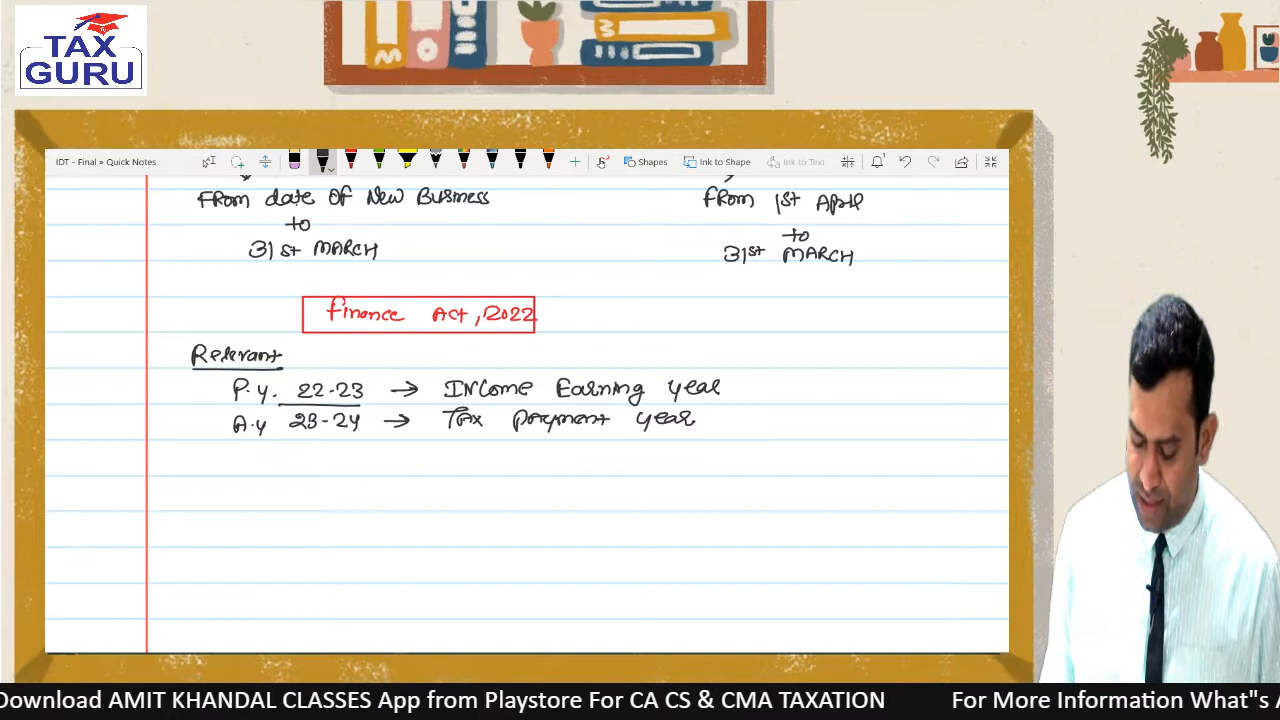 TAX
GURU
IDT - Final » Quick Notes
Shapes
Ink to Shape
Ink to Text
From date Of New Business
to
31st MARCH
From 1st April
to
31st MARCH
Finance Act, 2022
Relevant
P.y. 22-23 → Income Earning year
A.y 23-24 → Tax payment year
Download AMIT KHANDAL CLASSES App from Playstore For CA CS & CMA TAXATION
For More Information What"s A